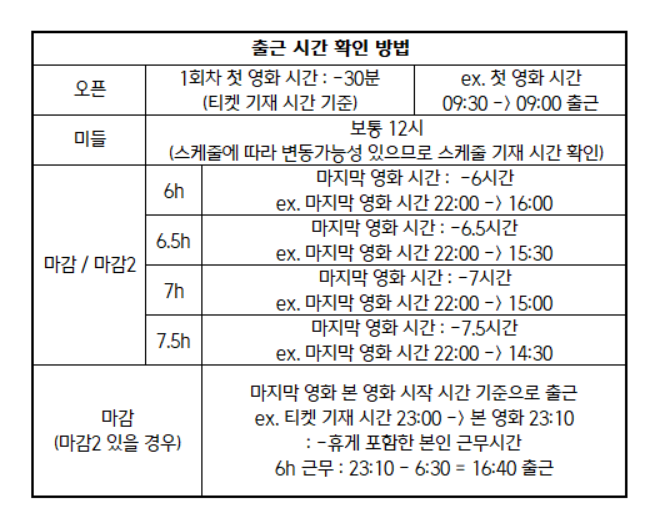 출근 시간 확인 방법
오픈
1회차 첫 영화 시간 : -30분
(티켓 기재 시간 기준)
ex. 첫 영화 시간
09:30 -> 09:00 출근
미들
보통 12시
(스케줄에 따라 변동가능성 있으므로 스케줄 기재 시간 확인)
마감 / 마감2
6h
마지막 영화 시간 : -6시간
ex. 마지막 영화 시간 22:00 -> 16:00
6.5h
마지막 영화 시간 : -6.5시간
ex. 마지막 영화 시간 22:00 -> 15:30
7h
마지막 영화 시간 : -7시간
ex. 마지막 영화 시간 22:00 -> 15:00
7.5h
마지막 영화 시간 : -7.5시간
ex. 마지막 영화 시간 22:00 -> 14:30
마감
(마감2 있을 경우)
마지막 영화 본 영화 시작 시간 기준으로 출근
ex. 티켓 기재 시간 23:00 -> 본 영화 23:10
: -휴게 포함한 본인 근무시간
6h 근무 : 23:10 - 6:30 = 16:40 출근